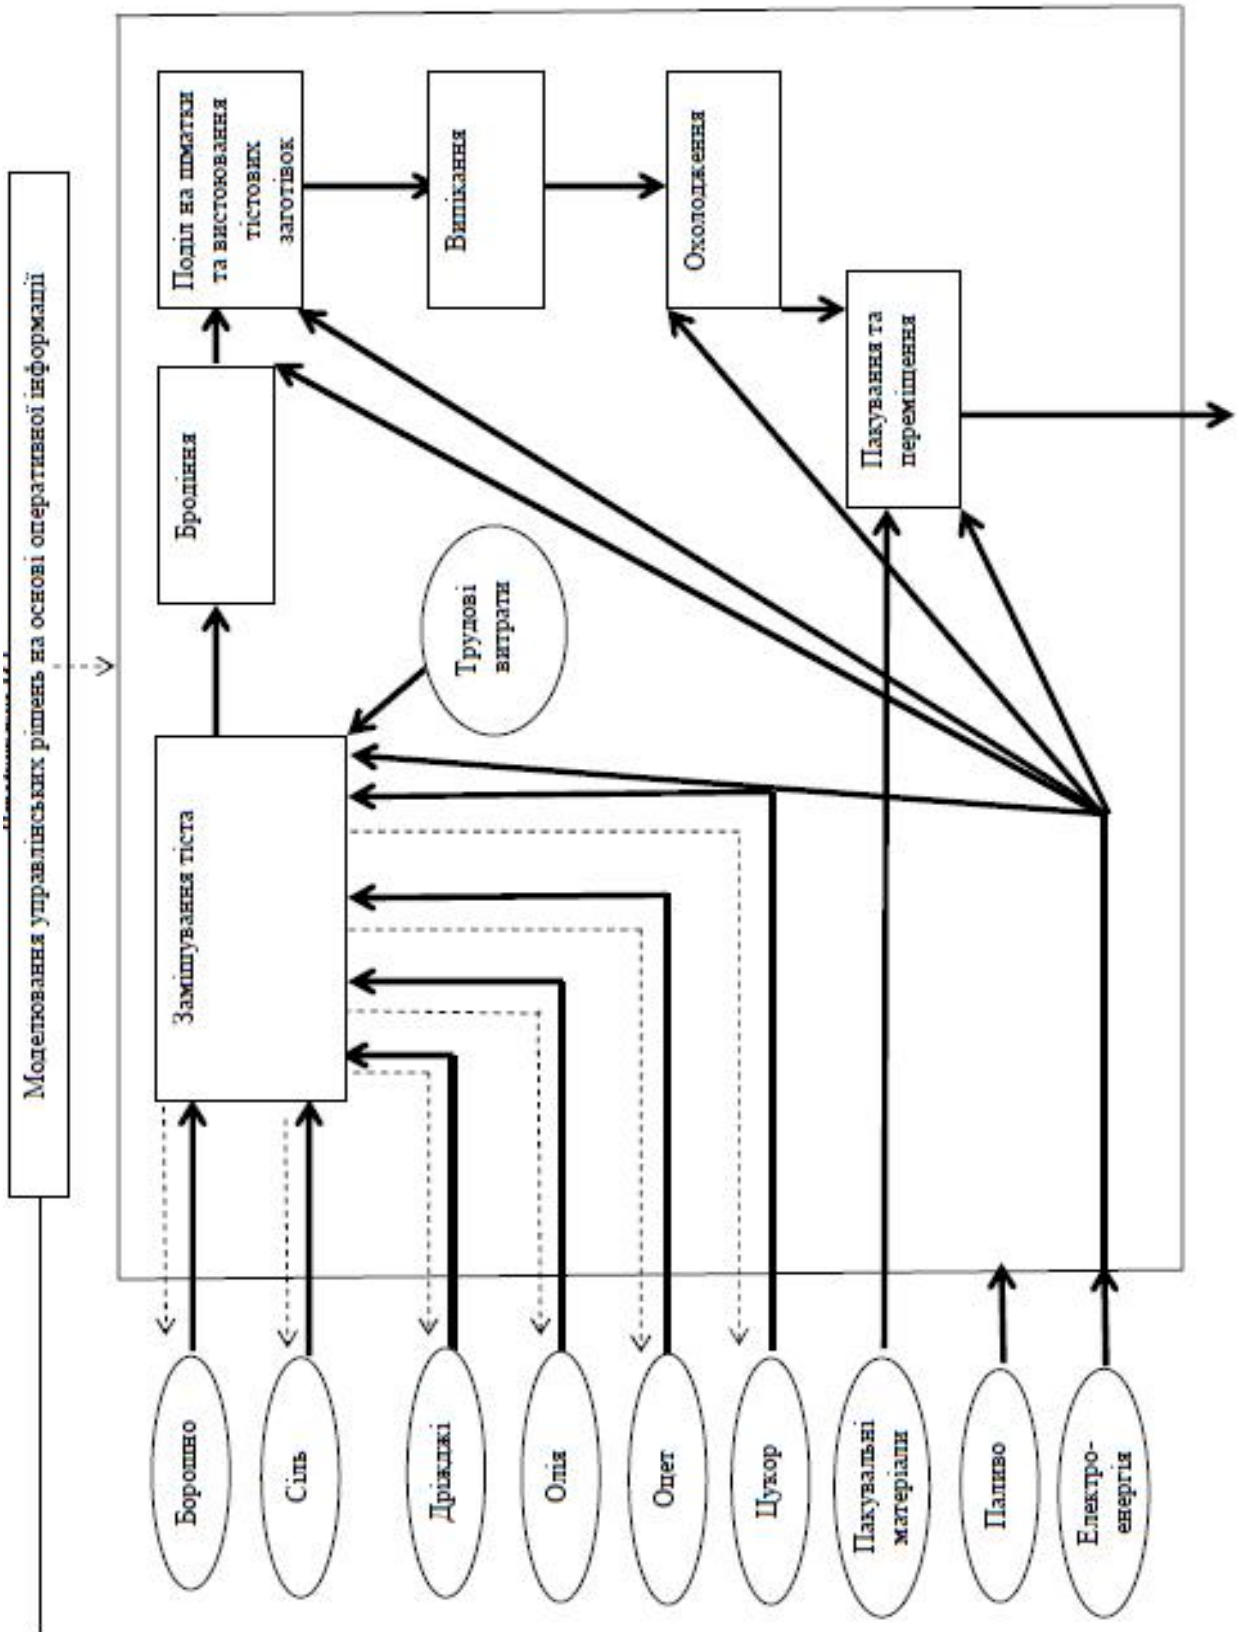 Моделювання управлінських рішень на основі оперативної інформації
Замішування тіста
Бродіння
Поділ на шматки
та вистоювання
тістових
заготівок
Випікання
Охолодження
Пакування та
переміщення
Трудові
витрати
Борошно
Сіль
Дріжджі
Олія
Оцет
Цукор
Пакувальні
матеріали
Паливо
Електро-
енергія